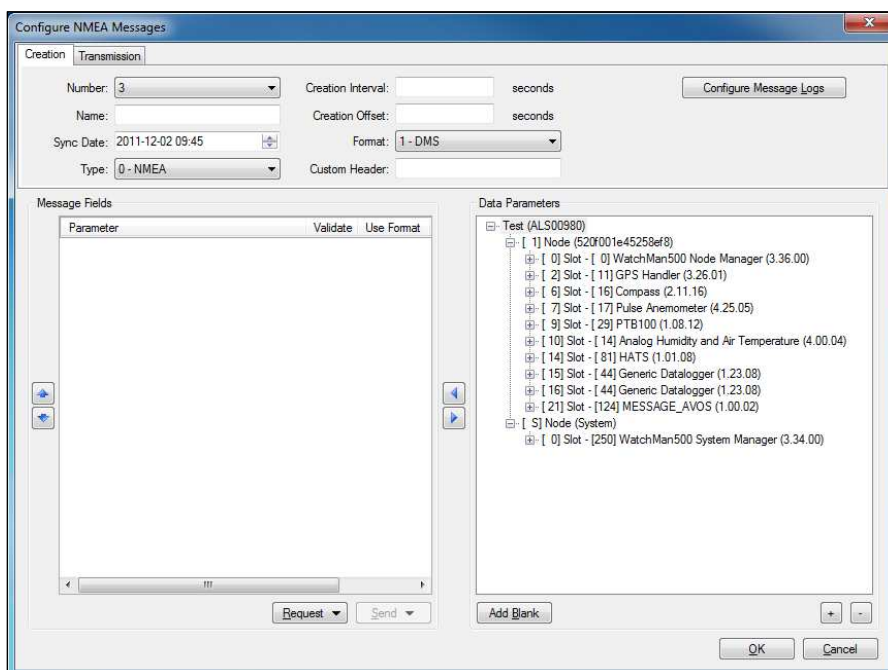 Configure NMEA Messages
x
Creation Transmission
Number: 3 Creation Interval: seconds Configure Message Logs
Name: Creation Offset: seconds
Sync Date: 2011-12-02 09:45 Format: 1 - DMS
Type: 0 - NMEA Custom Header:
Message Fields
Parameter Validate Use Format
Request Send
Data Parameters
Test (ALS00980)
[ 1] Node (520f001e45258ef8)
[ 0] Slot - [ 0] WatchMan500 Node Manager (3.36.00)
[ 2] Slot - [ 11] GPS Handler (3.26.01)
[ 6] Slot - [ 16] Compass (2.11.16)
[ 7] Slot - [ 17] Pulse Anemometer (4.25.05)
[ 9] Slot - [ 29] PTB100 (1.08.12)
[10] Slot - [ 14] Analog Humidity and Air Temperature (4.00.04)
[14] Slot - [ 81] HATS (1.01.08)
[15] Slot - [ 44] Generic Datalogger (1.23.08)
[16] Slot - [ 44] Generic Datalogger (1.23.08)
[21] Slot - [124] MESSAGE_AVOS (1.00.02)
[ S] Node (System)
[ 0] Slot - [250] WatchMan500 System Manager (3.34.00)
Add Blank + -
OK Cancel